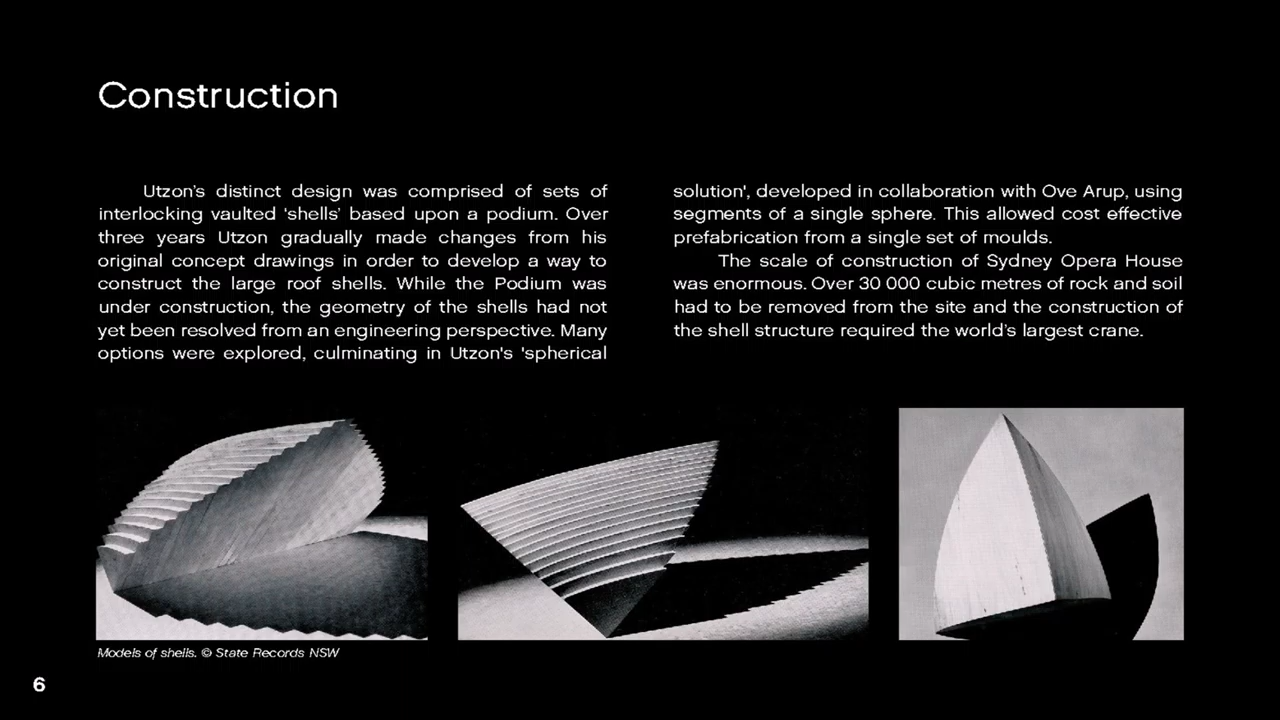 Construction
Utzon’s distinct design was comprised of sets of
interlocking vaulted ‘shells’ based upon a podium. Over
three years Utzon gradually made changes from his
original concept drawings in order to develop a way to
construct the large roof shells. While the Podium was
under construction, the geometry of the shells had not
yet been resolved from an engineering perspective. Many
options were explored, culminating in Utzon's 'spherical
solution', developed in collaboration with Ove Arup, using
segments of a single sphere. This allowed cost effective
prefabrication from a single set of moulds.
The scale of construction of Sydney Opera House
was enormous. Over 30 000 cubic metres of rock and soil
had to be removed from the site and the construction of
the shell structure required the world’s largest crane.
Models of shells. © State Records NSW
6